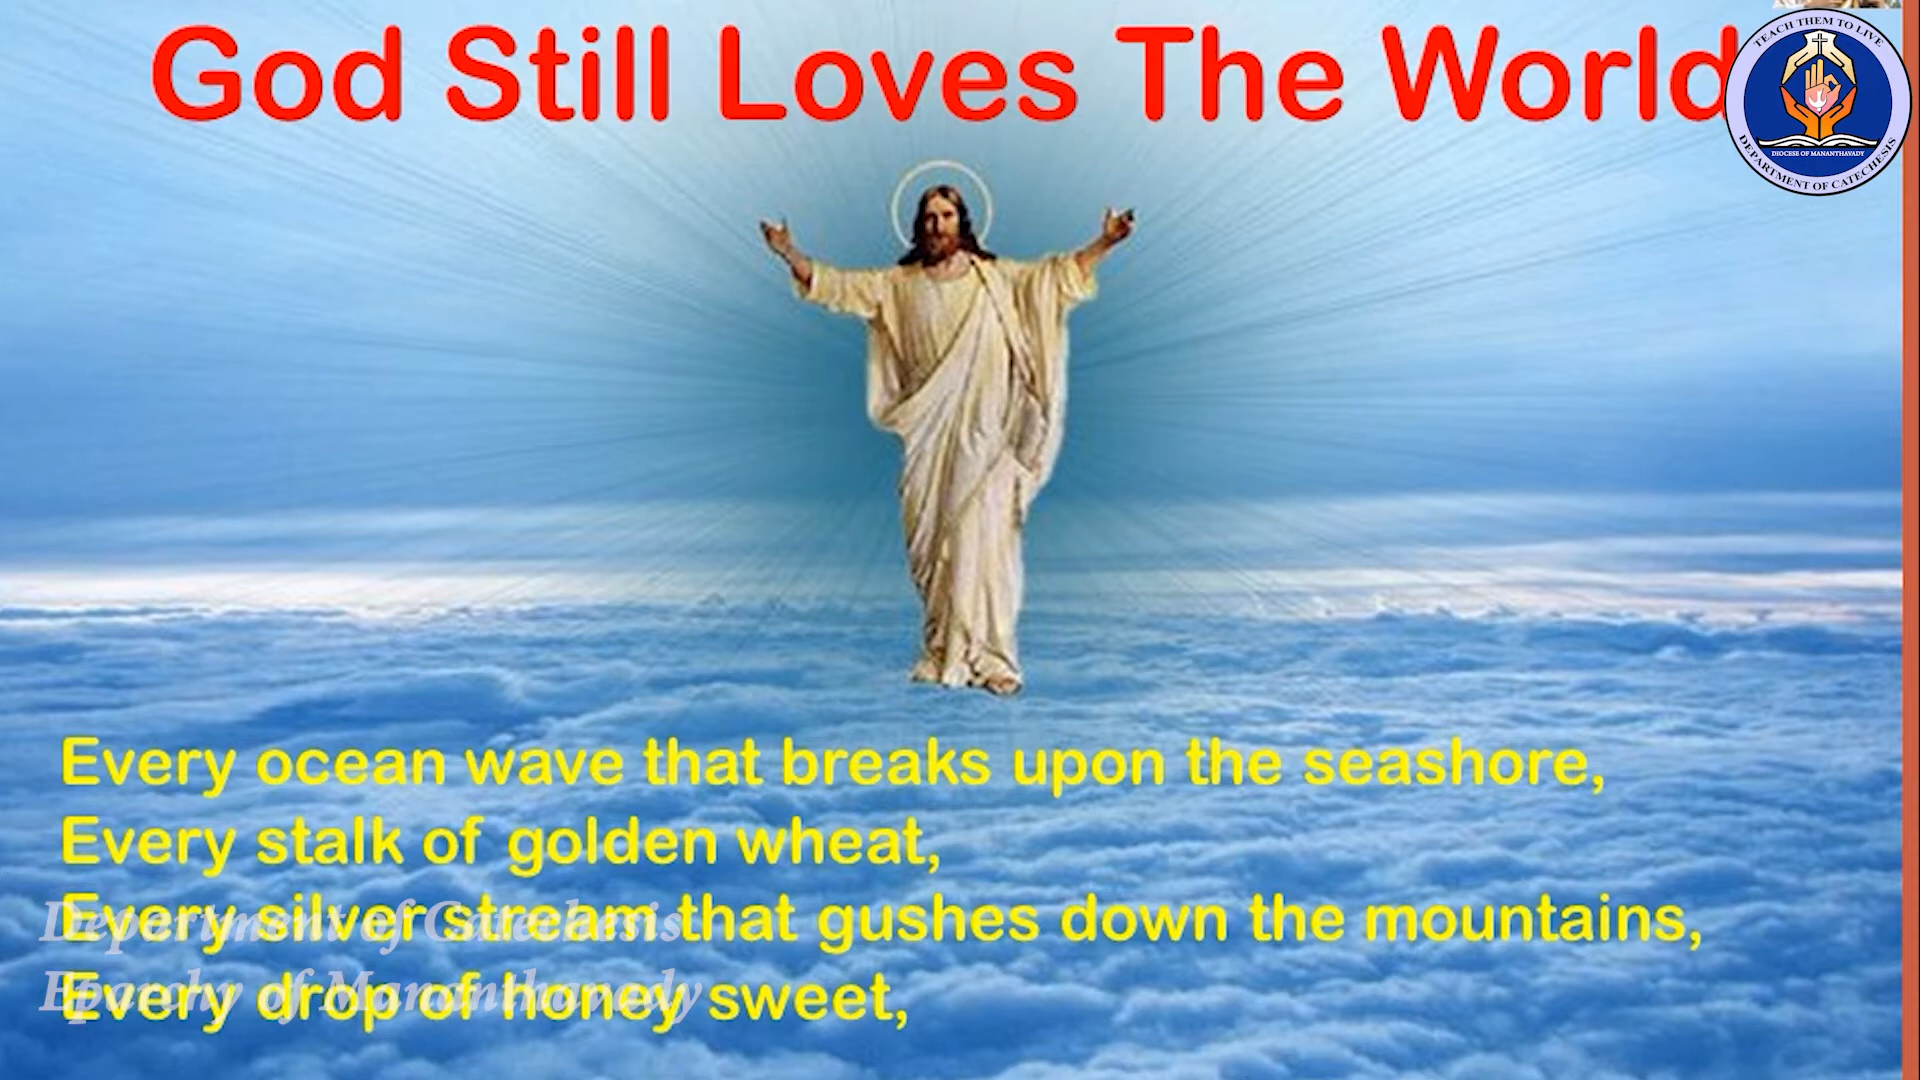 God Still Loves The World
TEACH THEM TO LIVE
DIOCESE OF MANANTHAVADY
DEPARTMENT OF CATECHESIS
Every ocean wave that breaks upon the seashore,
Every stalk of golden wheat,
Every silver stream that gushes down the mountains,
Department of Catechesis
Every drop of honey sweet,
Eparchy of Mananthavady